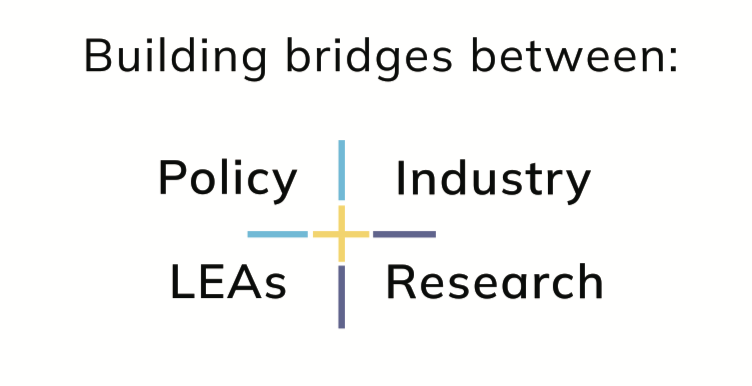 Building bridges between:
Policy
Industry
LEAs
Research